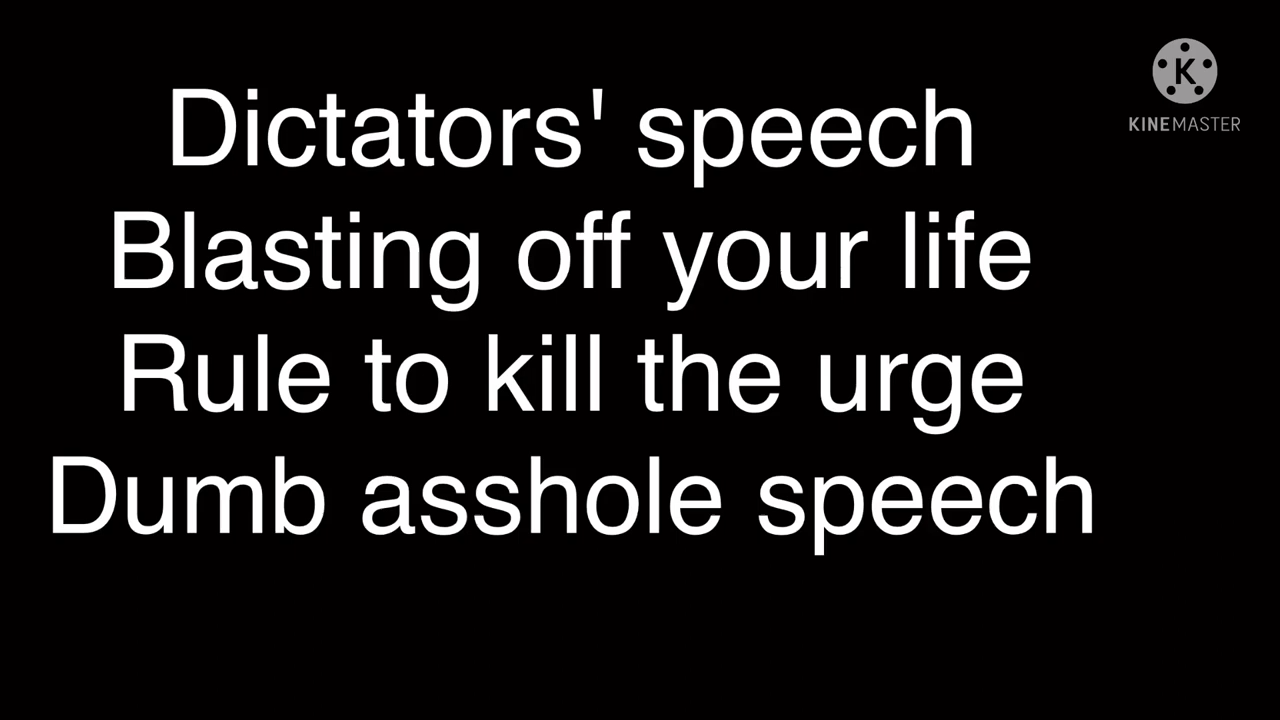 Dictators' speech
Blasting off your life
Rule to kill the urge
Dumb asshole speech
K
KINEMASTER